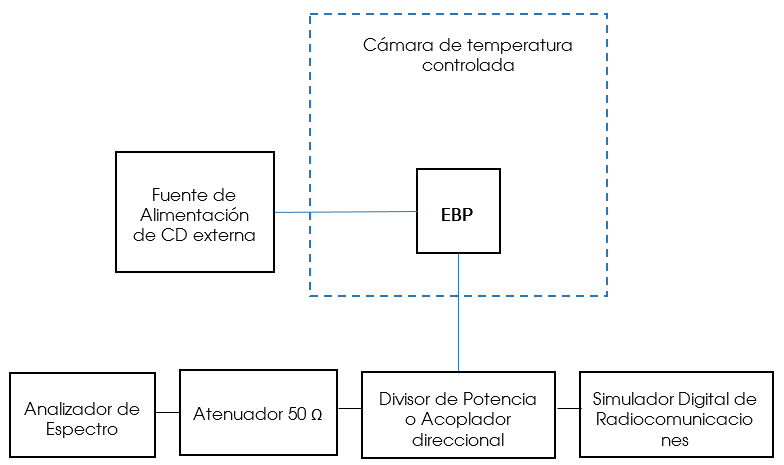 Cámara de temperatura
controlada
Fuente de
Alimentación
de CD externa
EBP
Analizador de
Espectro
Atenuador 50 Ω
Divisor de Potencia
o Acoplador
direccional
Simulador Digital de
Radiocomunicacio
nes